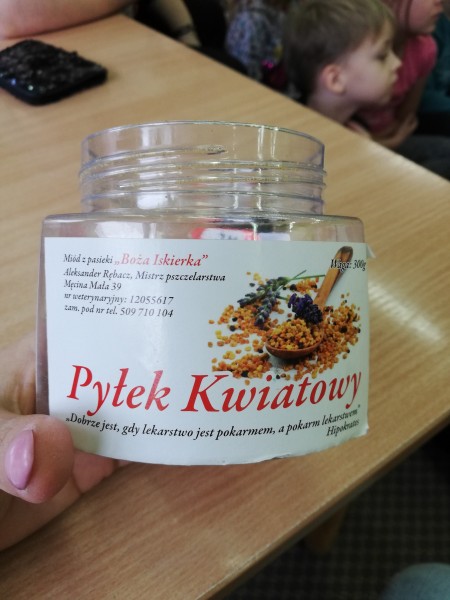 Miód z pasieki „Boża Iskierka”
Aleksander Rębacz, Mistrz pszczelarstwa
Męcina Mała 39
nr weterynaryjny: 12055617
zam. pod nr tel. 509 710 104
Waga: 300g
Pyłek Kwiatowy
„Dobrze jest, gdy lekarstwo jest pokarmem, a pokarm lekarstwem”
Hipokrates